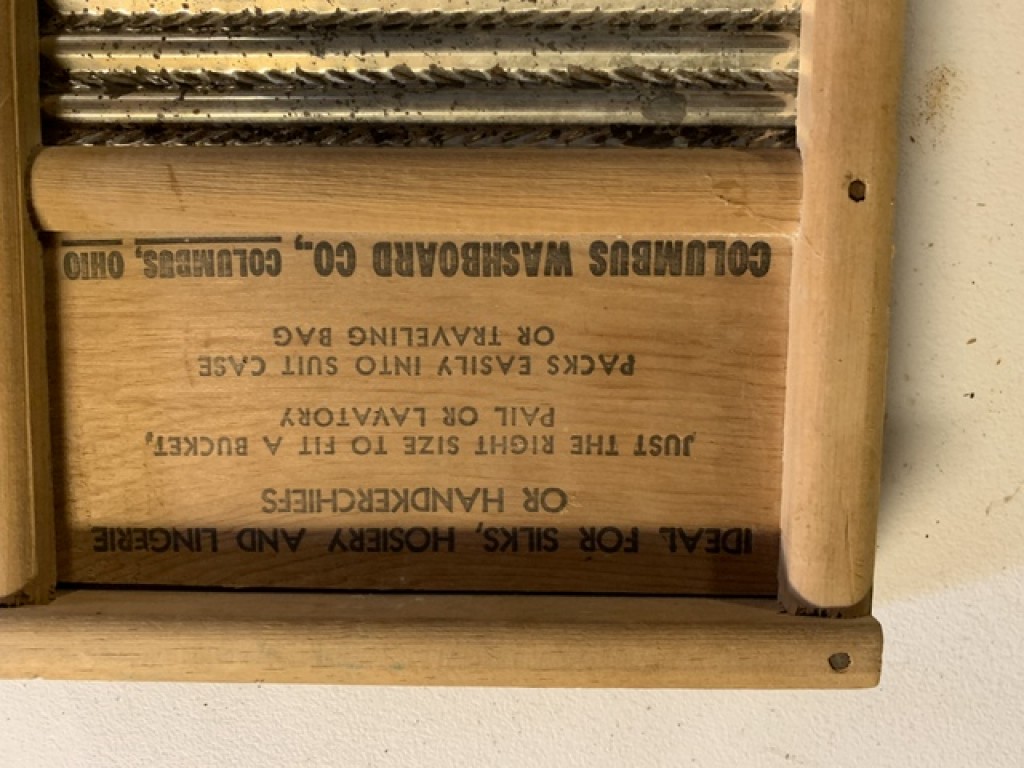 IDEAL FOR SILKS, HOSIERY AND LINGERIE
OR HANDKERCHIEFS
JUST THE RIGHT SIZE TO FIT A BUCKET,
PAIL OR LAVATORY
PACKS EASILY INTO SUIT CASE
OR TRAVELING BAG
COLUMBUS WASHBOARD CO., COLUMBUS, OHIO